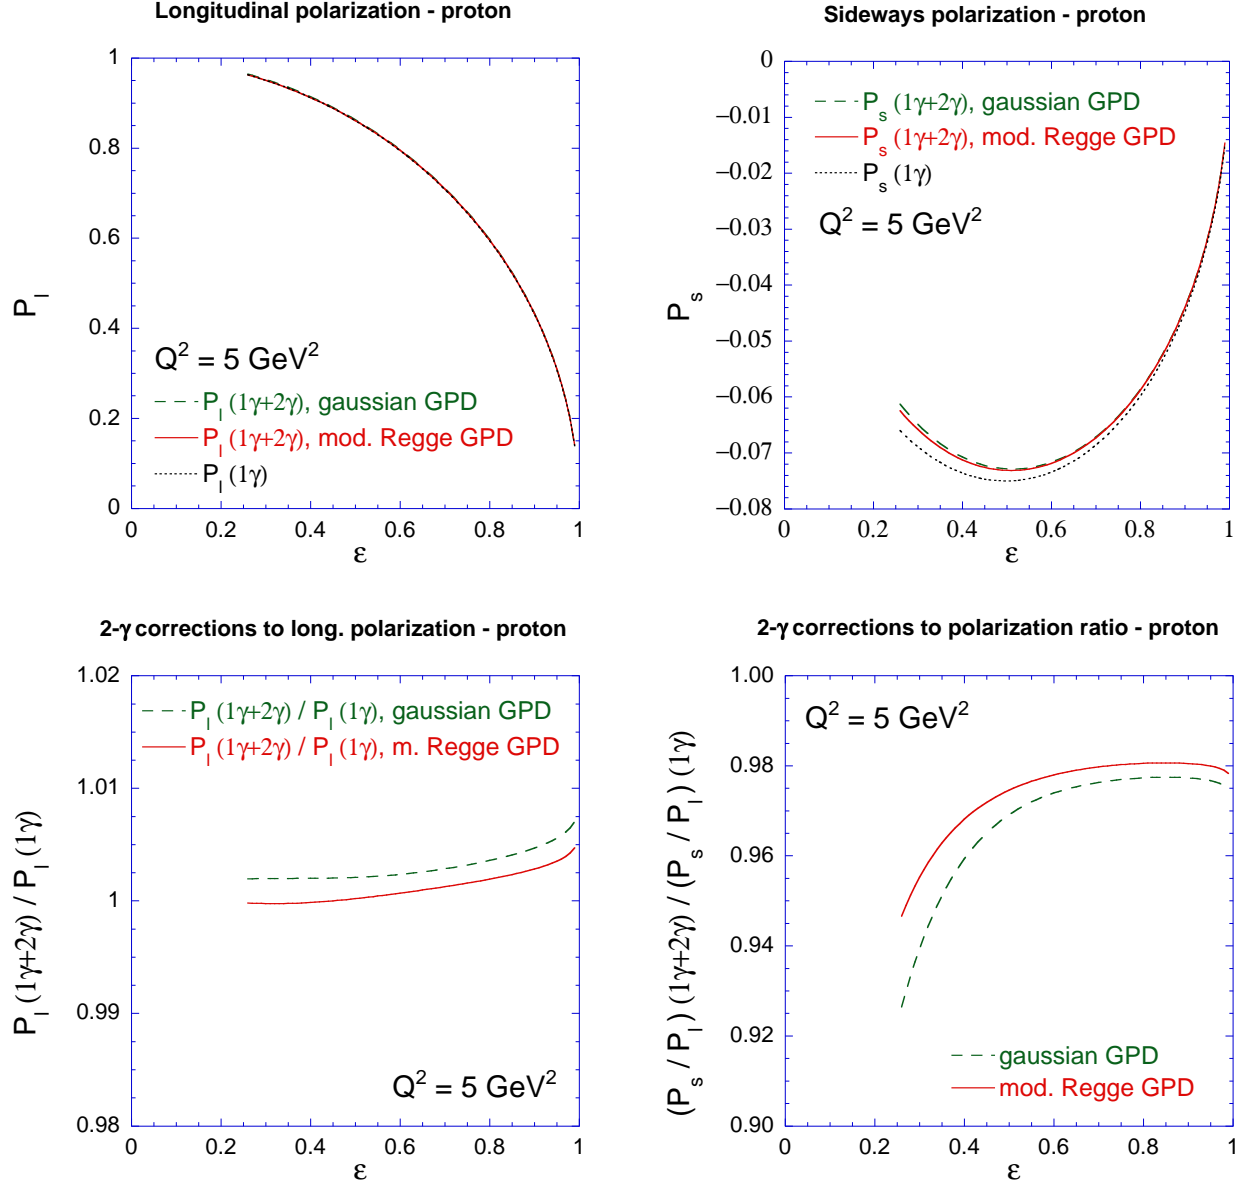 Longitudinal polarization - proton
1
0.8
0.6
0.4
0.2
0
P_l
Q² = 5 GeV²
P_l (1γ+2γ), gaussian GPD
P_l (1γ+2γ), mod. Regge GPD
P_l (1γ)
0 0.2 0.4 0.6 0.8 1
ε
Sideways polarization - proton
0
−0.01
−0.02
−0.03
−0.04
−0.05
−0.06
−0.07
−0.08
P_s
P_s (1γ+2γ), gaussian GPD
P_s (1γ+2γ), mod. Regge GPD
P_s (1γ)
Q² = 5 GeV²
0 0.2 0.4 0.6 0.8 1
ε
2-γ corrections to long. polarization - proton
1.02
1.01
1
0.99
0.98
P_l (1γ+2γ) / P_l (1γ)
P_l (1γ+2γ) / P_l (1γ), gaussian GPD
P_l (1γ+2γ) / P_l (1γ), m. Regge GPD
Q² = 5 GeV²
0 0.2 0.4 0.6 0.8 1
ε
2-γ corrections to polarization ratio - proton
1.00
0.98
0.96
0.94
0.92
0.90
(P_s / P_l) (1γ+2γ) / (P_s / P_l) (1γ)
Q² = 5 GeV²
gaussian GPD
mod. Regge GPD
0 0.2 0.4 0.6 0.8 1
ε